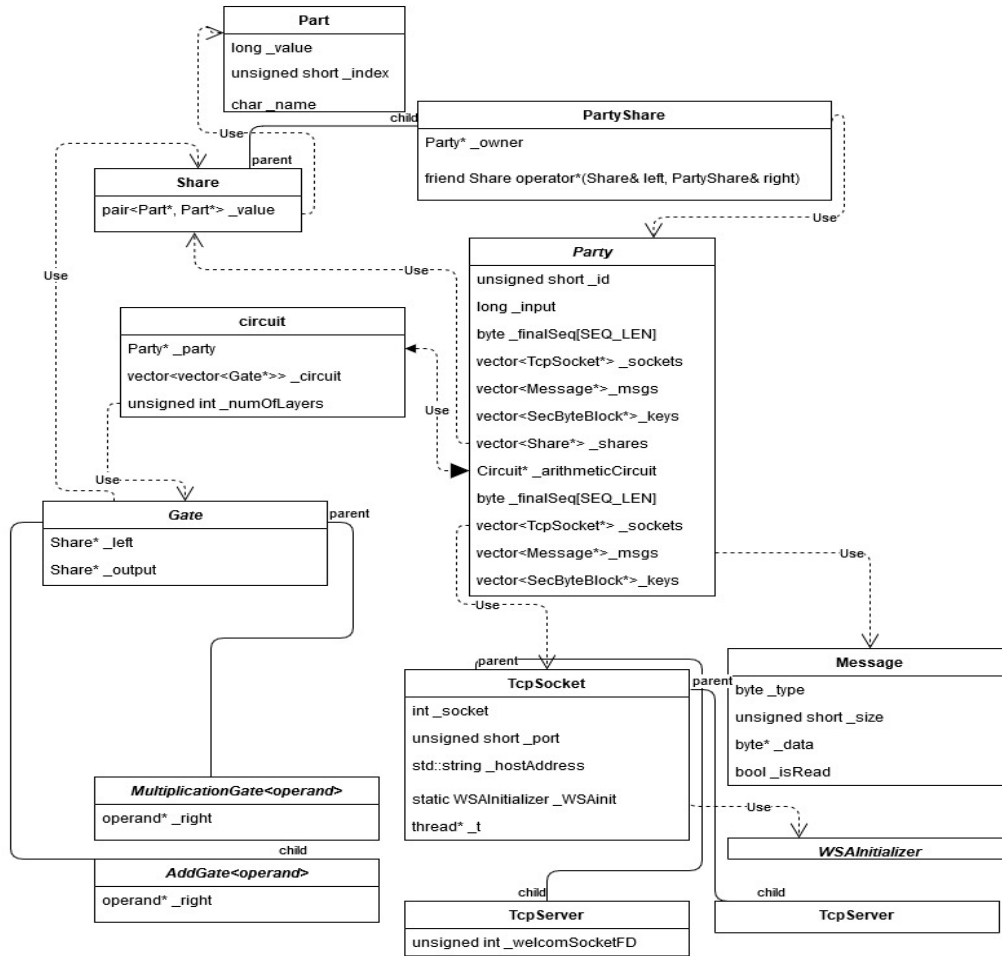 Part
long _value
unsigned short _index
char _name
Use
child
parent
PartyShare
Party* _owner
friend Share operator*(Share& left, PartyShare& right)
Use
Share
pair<Part*, Part*> _value
Use
Use
Party
unsigned short _id
long _input
byte _finalSeq[SEQ_LEN]
vector<TcpSocket*> _sockets
vector<Message*>_msgs
vector<SecByteBlock*>_keys
vector<Share*> _shares
Circuit* _arithmeticCircuit
byte _finalSeq[SEQ_LEN]
vector<TcpSocket*> _sockets
vector<Message*>_msgs
vector<SecByteBlock*>_keys
circuit
Party* _party
vector<vector<Gate*>> _circuit
unsigned int _numOfLayers
Use
Use
Gate
Share* _left
Share* _output
parent
Use
Use
TcpSocket
int _socket
unsigned short _port
std::string _hostAddress
static WSAInitializer _WSAinit
thread* _t
parent
parent
Message
byte _type
unsigned short _size
byte* _data
bool _isRead
Use
WSAInitializer
MultiplicationGate<operand>
operand* _right
child
AddGate<operand>
operand* _right
child
TcpServer
unsigned int _welcomSocketFD
child
TcpServer